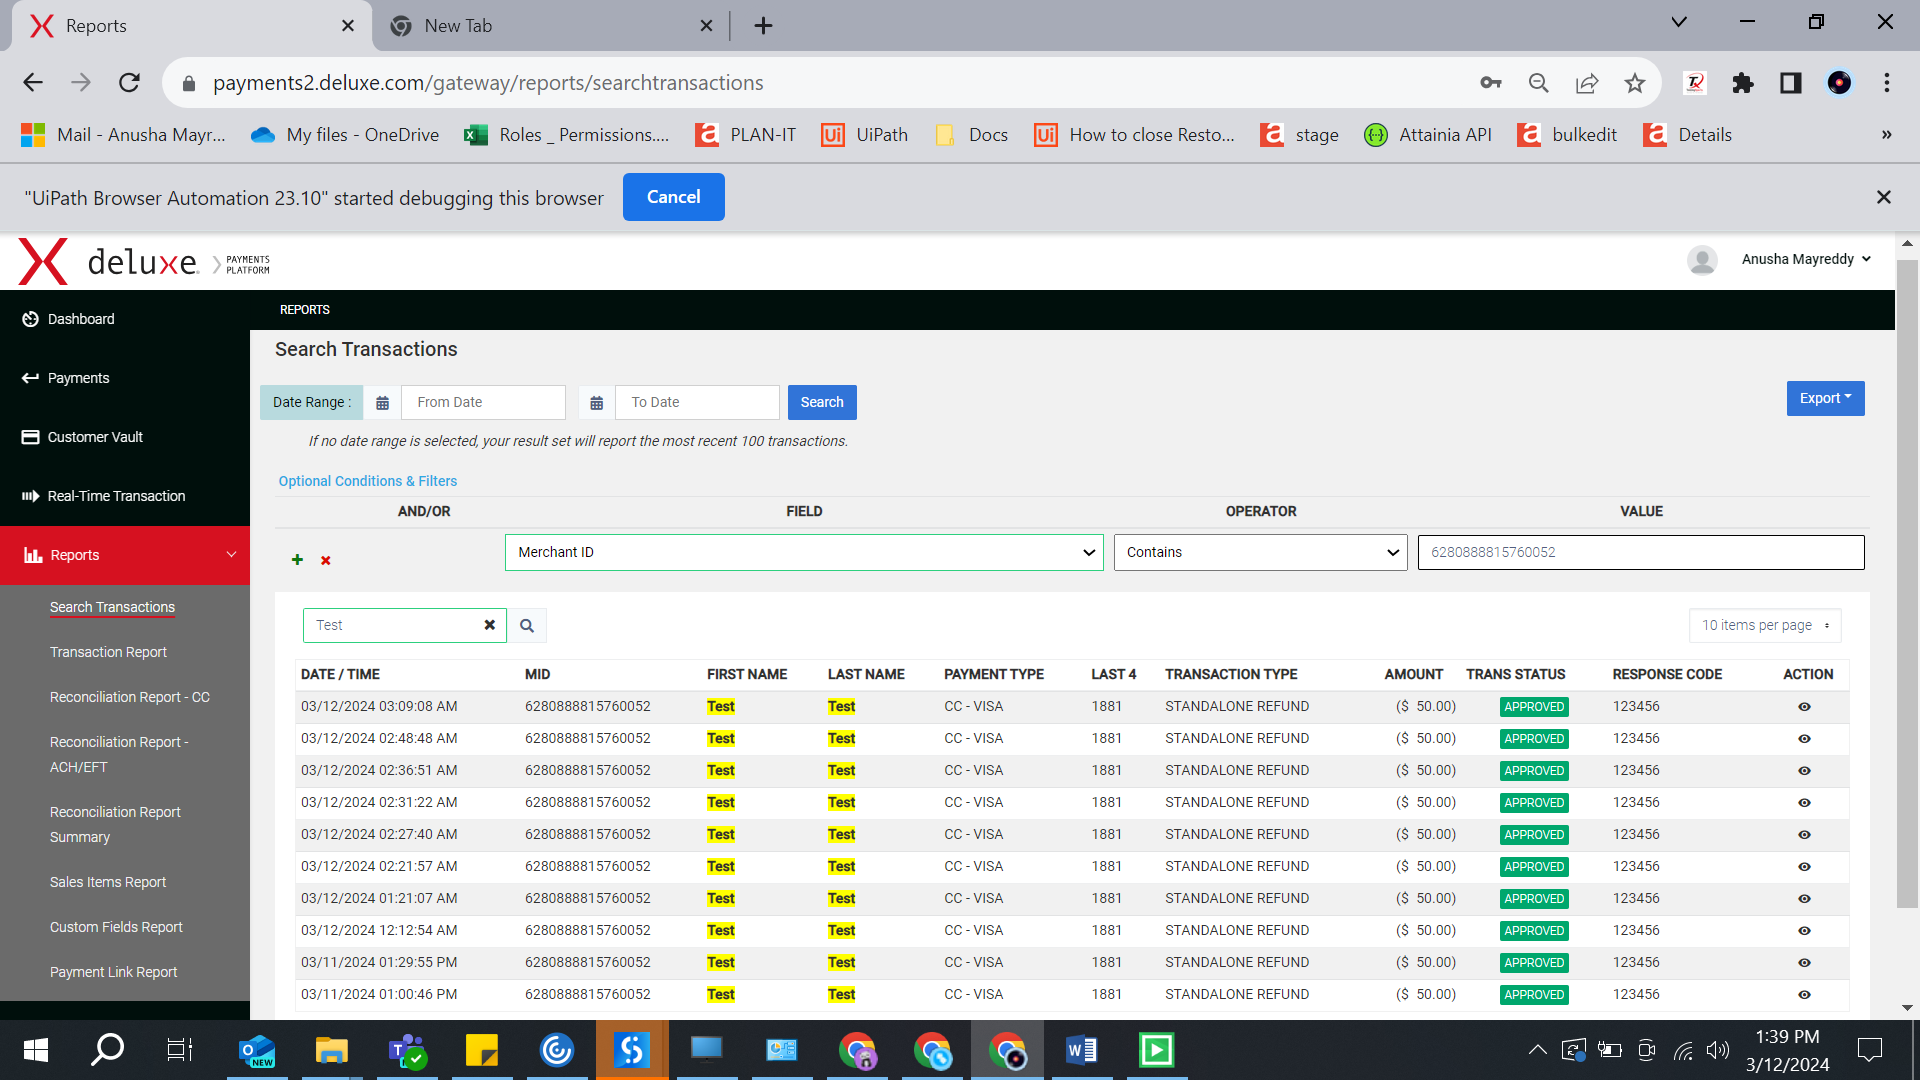 Reports
New Tab
payments2.deluxe.com/gateway/reports/searchtransactions
Mail - Anusha Mayr...
My files - OneDrive
Roles _ Permissions....
PLAN-IT
UiPath
Docs
How to close Resto...
stage
Attainia API
bulkedit
Details
»
"UiPath Browser Automation 23.10" started debugging this browser
Cancel
deluxe.
PAYMENTS
PLATFORM
Anusha Mayreddy
Dashboard
Payments
Customer Vault
Real-Time Transaction
Reports
Search Transactions
Transaction Report
Reconciliation Report - CC
Reconciliation Report -
ACH/EFT
Reconciliation Report
Summary
Sales Items Report
Custom Fields Report
Payment Link Report
REPORTS
Search Transactions
Date Range :
From Date
To Date
Search
Export
If no date range is selected, your result set will report the most recent 100 transactions.
Optional Conditions & Filters
AND/OR FIELD OPERATOR VALUE
Merchant ID Contains 6280888815760052
Test
10 items per page
DATE / TIME MID FIRST NAME LAST NAME PAYMENT TYPE LAST 4 TRANSACTION TYPE AMOUNT TRANS STATUS RESPONSE CODE ACTION
03/12/2024 03:09:08 AM 6280888815760052 Test Test CC - VISA 1881 STANDALONE REFUND ($ 50.00) APPROVED 123456
03/12/2024 02:48:48 AM 6280888815760052 Test Test CC - VISA 1881 STANDALONE REFUND ($ 50.00) APPROVED 123456
03/12/2024 02:36:51 AM 6280888815760052 Test Test CC - VISA 1881 STANDALONE REFUND ($ 50.00) APPROVED 123456
03/12/2024 02:31:22 AM 6280888815760052 Test Test CC - VISA 1881 STANDALONE REFUND ($ 50.00) APPROVED 123456
03/12/2024 02:27:40 AM 6280888815760052 Test Test CC - VISA 1881 STANDALONE REFUND ($ 50.00) APPROVED 123456
03/12/2024 02:21:57 AM 6280888815760052 Test Test CC - VISA 1881 STANDALONE REFUND ($ 50.00) APPROVED 123456
03/12/2024 01:21:07 AM 6280888815760052 Test Test CC - VISA 1881 STANDALONE REFUND ($ 50.00) APPROVED 123456
03/12/2024 12:12:54 AM 6280888815760052 Test Test CC - VISA 1881 STANDALONE REFUND ($ 50.00) APPROVED 123456
03/11/2024 01:29:55 PM 6280888815760052 Test Test CC - VISA 1881 STANDALONE REFUND ($ 50.00) APPROVED 123456
03/11/2024 01:00:46 PM 6280888815760052 Test Test CC - VISA 1881 STANDALONE REFUND ($ 50.00) APPROVED 123456
NEW
1:39 PM
3/12/2024